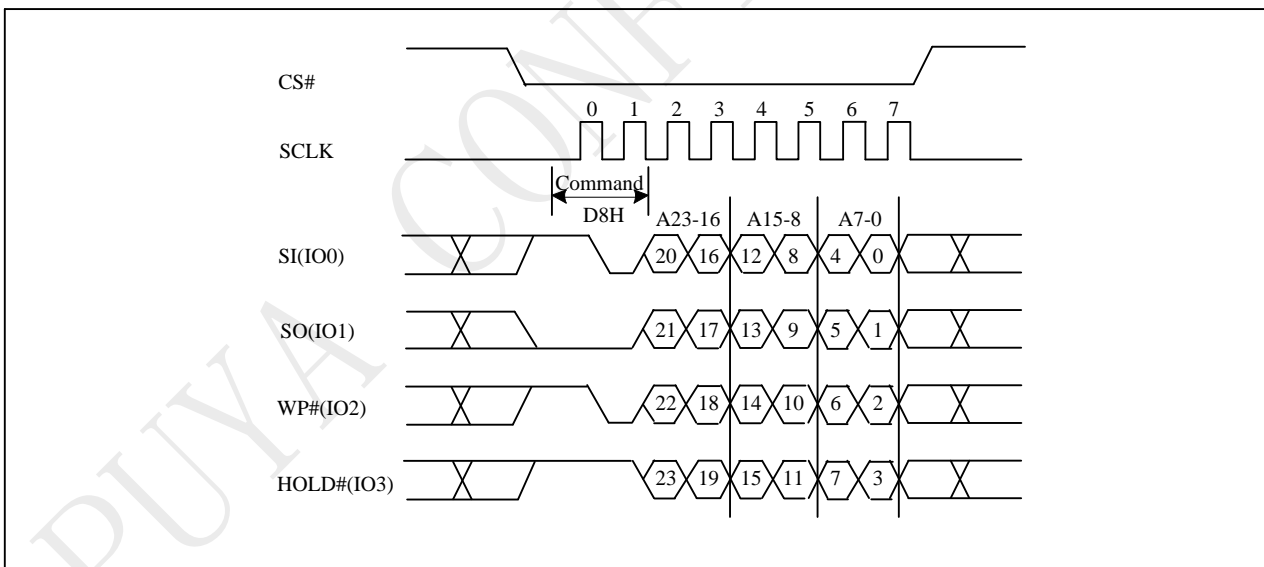 CS#
0 1 2 3 4 5 6 7
SCLK
Command
D8H
A23-16 A15-8 A7-0
SI(IO0) 20 16 12 8 4 0
SO(IO1) 21 17 13 9 5 1
WP#(IO2) 22 18 14 10 6 2
HOLD#(IO3) 23 19 15 11 7 3
PUYA CONF